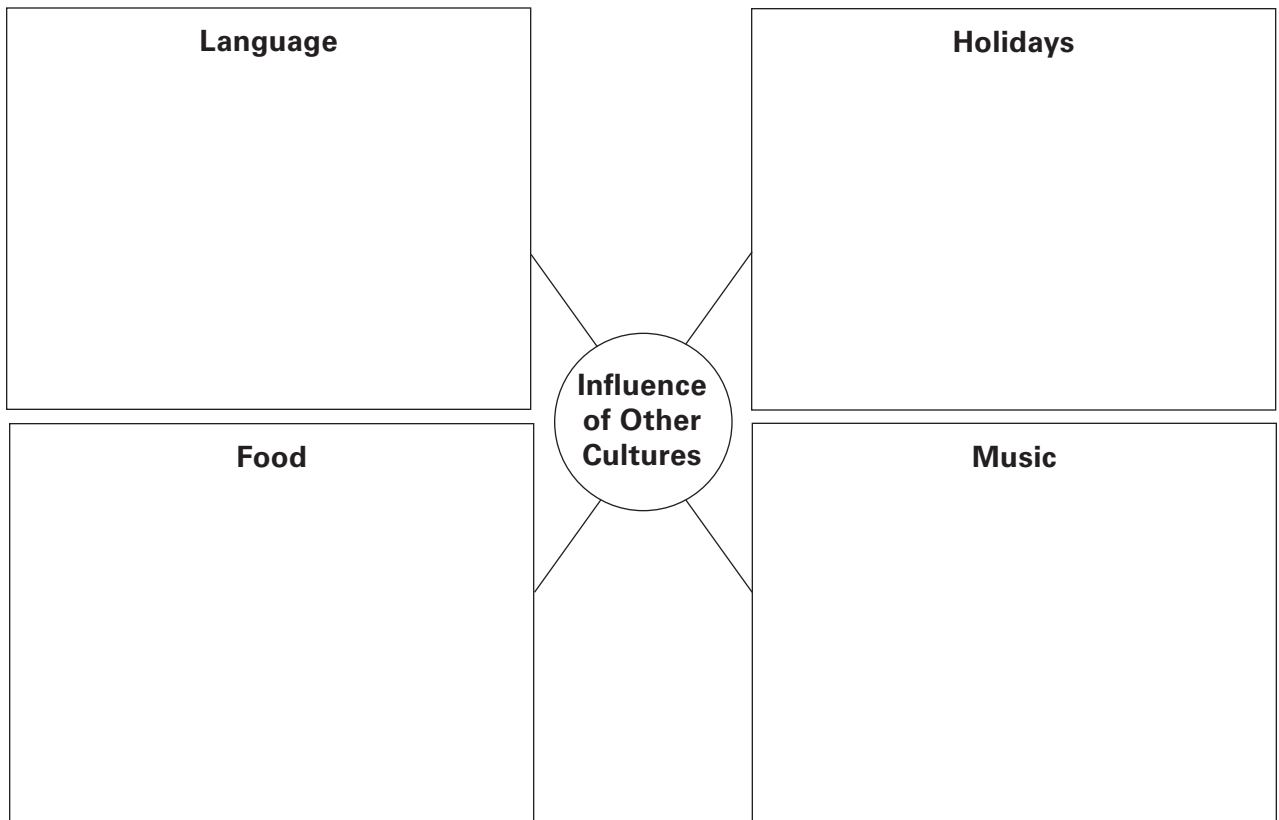 Language
Holidays
Influence
of Other
Cultures
Food
Music